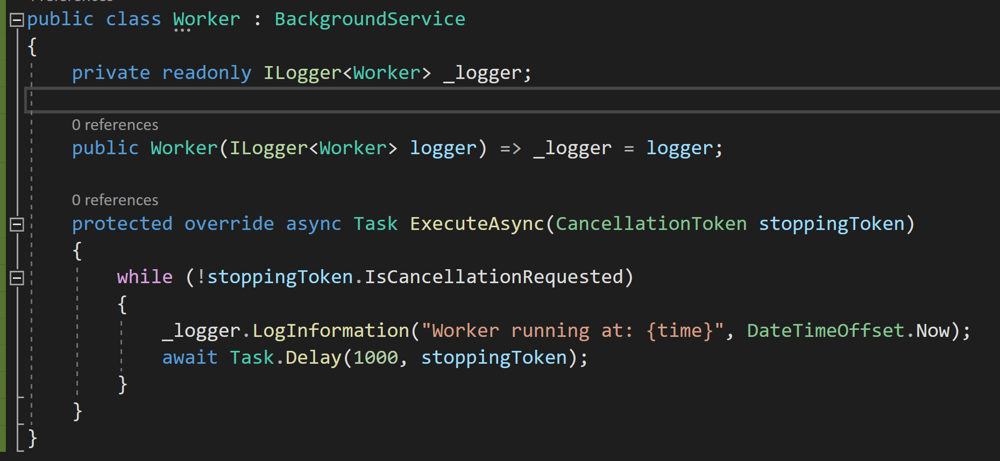 public class Worker : BackgroundService
{
private readonly ILogger<Worker> _logger;
0 references
public Worker(ILogger<Worker> logger) => _logger = logger;
0 references
protected override async Task ExecuteAsync(CancellationToken stoppingToken)
{
while (!stoppingToken.IsCancellationRequested)
{
_logger.LogInformation("Worker running at: {time}", DateTimeOffset.Now);
await Task.Delay(1000, stoppingToken);
}
}
}